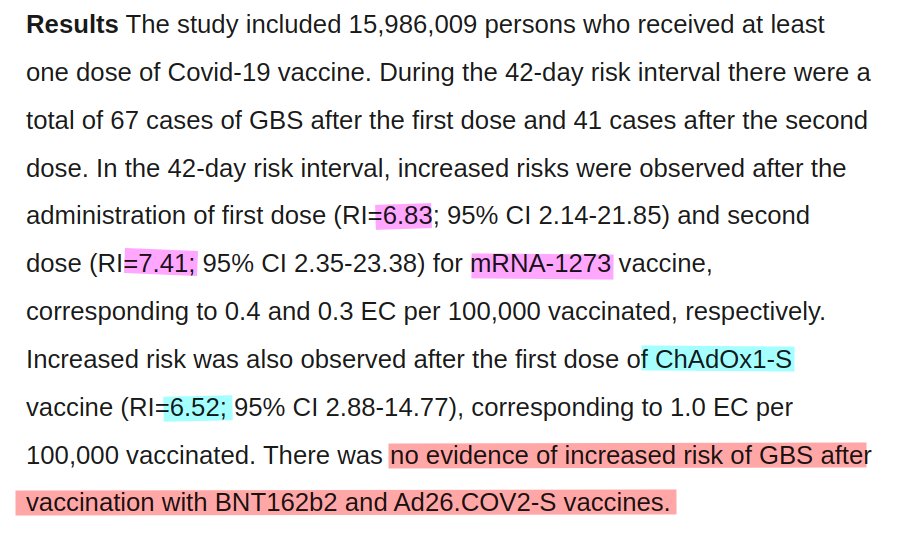 Results The study included 15,986,009 persons who received at least
one dose of Covid-19 vaccine. During the 42-day risk interval there were a
total of 67 cases of GBS after the first dose and 41 cases after the second
dose. In the 42-day risk interval, increased risks were observed after the
administration of first dose (RI=6.83; 95% CI 2.14-21.85) and second
dose (RI=7.41; 95% CI 2.35-23.38) for mRNA-1273 vaccine,
corresponding to 0.4 and 0.3 EC per 100,000 vaccinated, respectively.
Increased risk was also observed after the first dose of ChAdOx1-S
vaccine (RI=6.52; 95% CI 2.88-14.77), corresponding to 1.0 EC per
100,000 vaccinated. There was no evidence of increased risk of GBS after
vaccination with BNT162b2 and Ad26.COV2-S vaccines.